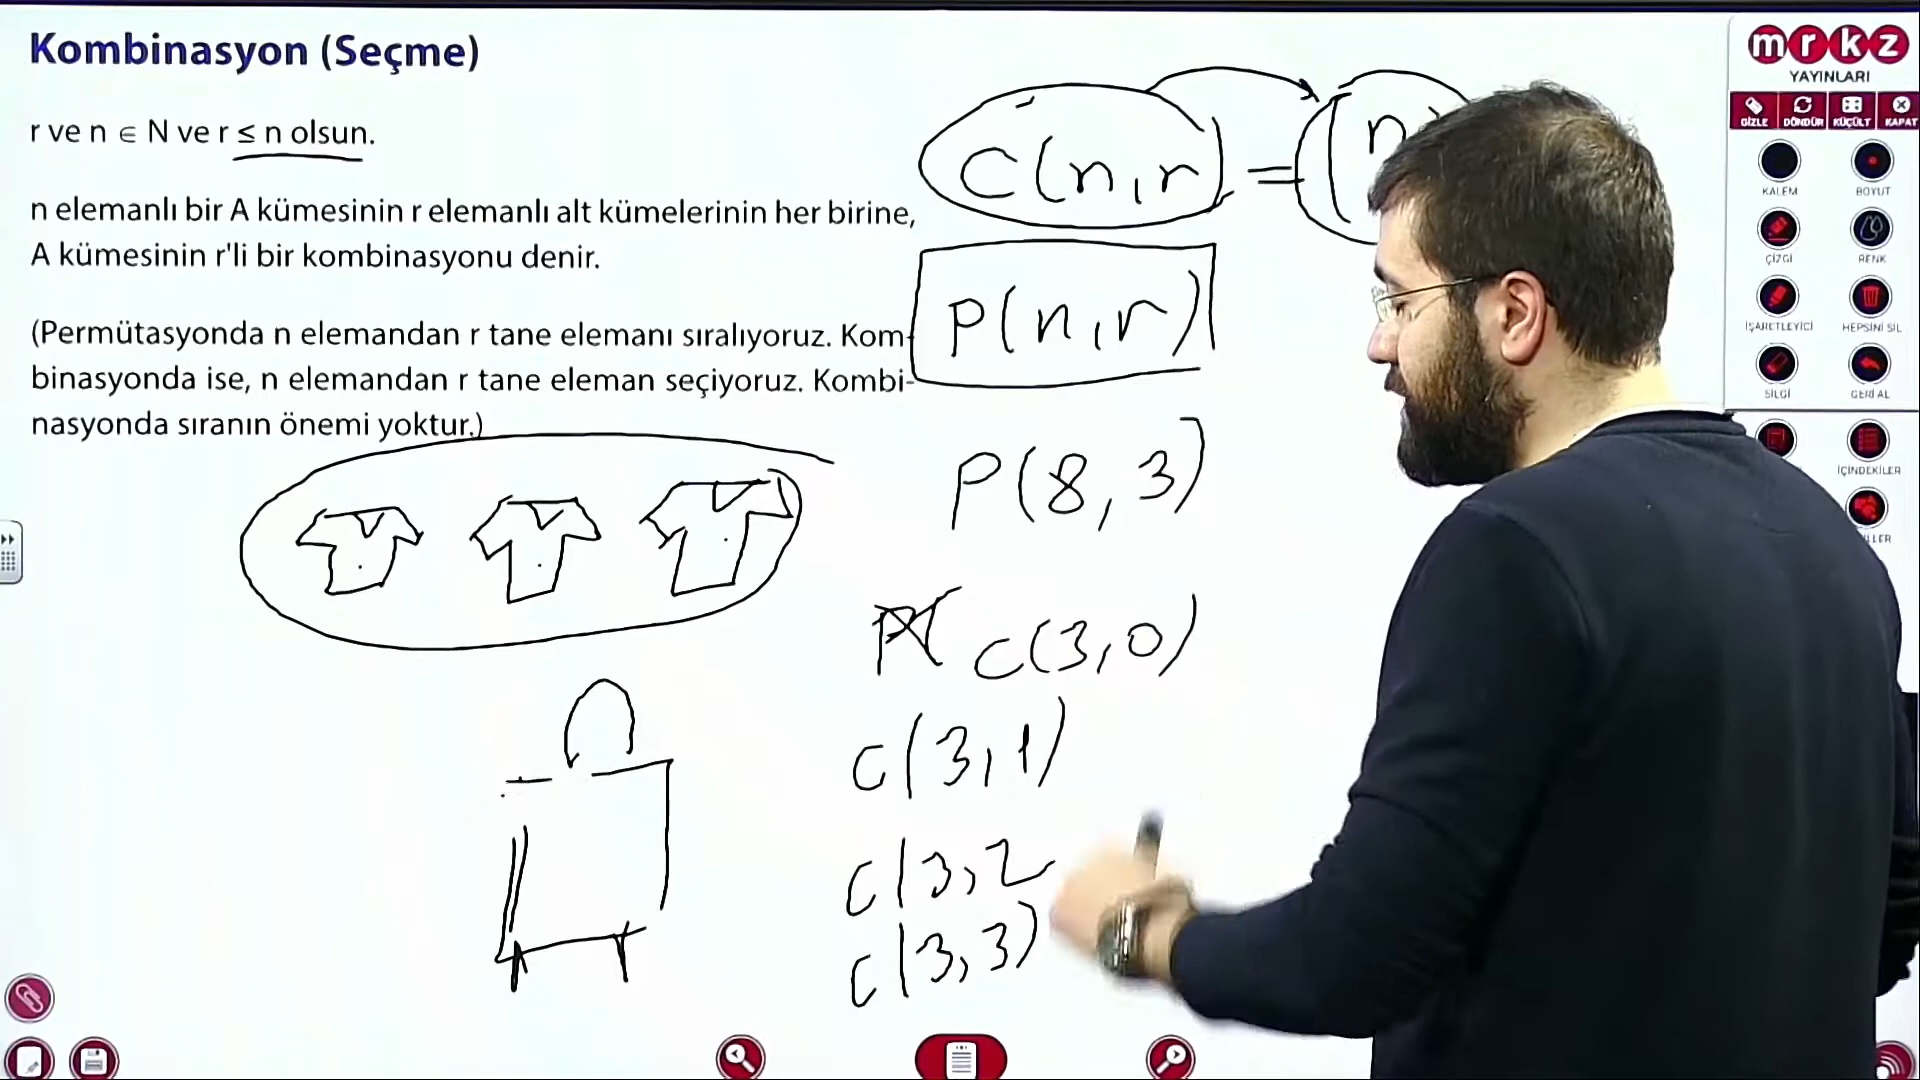 Kombinasyon (Seçme)
r ve n ∈ N ve r ≤ n olsun.
n elemanlı bir A kümesinin r elemanlı alt kümelerinin her birine,
A kümesinin r'li bir kombinasyonu denir.
(Permütasyonda n elemandan r tane elemanı sıralıyoruz. Kom-
binasyonda ise, n elemandan r tane eleman seçiyoruz. Kombi-
nasyonda sıranın önemi yoktur.)
C(n,r) = (n
P(n,r)
P(8,3)
C(3,0)
C(3,1)
C(3,2
C(3,3)
mrkz
YAYINLARI
GİZLE DÖNDÜR KÜÇÜLT KAPAT
KALEM BOYUT
ÇİZGİ RENK
İŞARETLEYİCİ HEPSİNİ SİL
SİLGİ GERİ AL
İÇİNDEKİLER